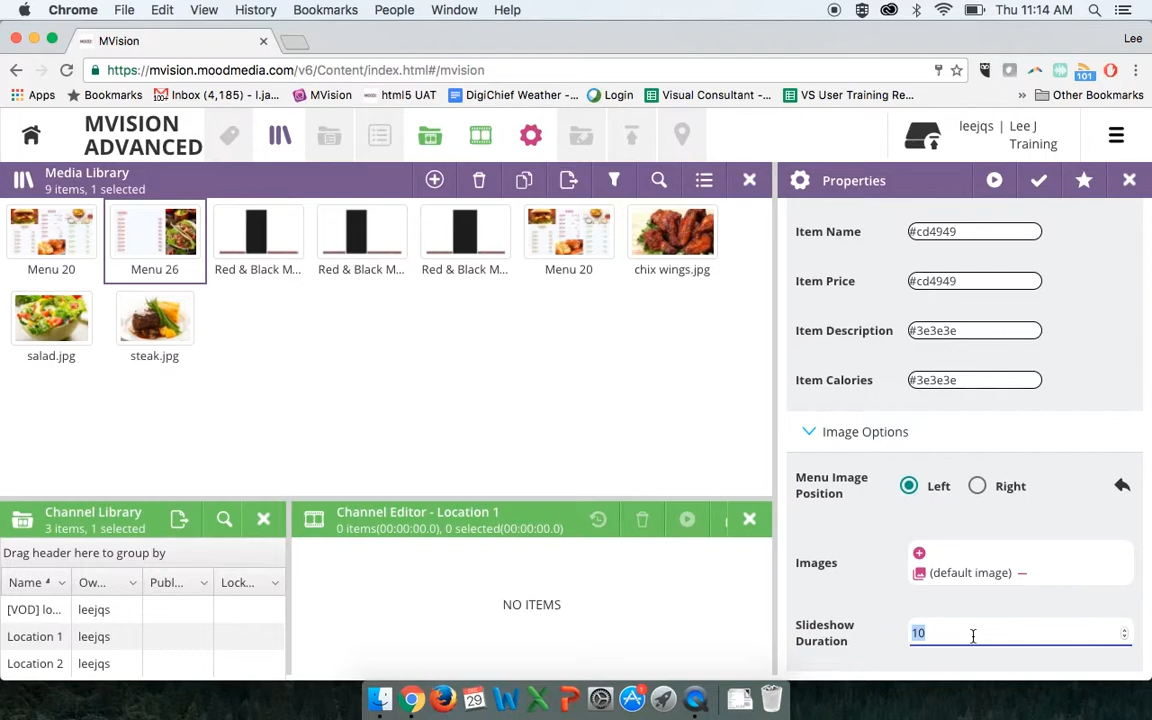 Chrome File Edit View History Bookmarks People Window Help Thu 11:14 AM
MVision Lee
https://mvision.moodmedia.com/v6/Content/index.html#/mvision 101
Apps Bookmarks Inbox (4,185) - l.ja... MVision html5 UAT DigiChief Weather -... Login Visual Consultant -... VS User Training Re... » Other Bookmarks
MVISION
ADVANCED
leejqs | Lee J
Training
Media Library
9 items, 1 selected
Properties
Menu 20 Menu 26 Red & Black M... Red & Black M... Red & Black M... Menu 20 chix wings.jpg
salad.jpg steak.jpg
Item Name #cd4949
Item Price #cd4949
Item Description #3e3e3e
Item Calories #3e3e3e
Image Options
Menu Image
Position
Left Right
Images
(default image)
Slideshow
Duration
10
Channel Library
3 items, 1 selected
Drag header here to group by
Name Ow... Publ... Lock...
[VOD] lo... leejqs
Location 1 leejqs
Location 2 leejqs
Channel Editor - Location 1
0 items(00:00:00.0), 0 selected(00:00:00.0)
NO ITEMS